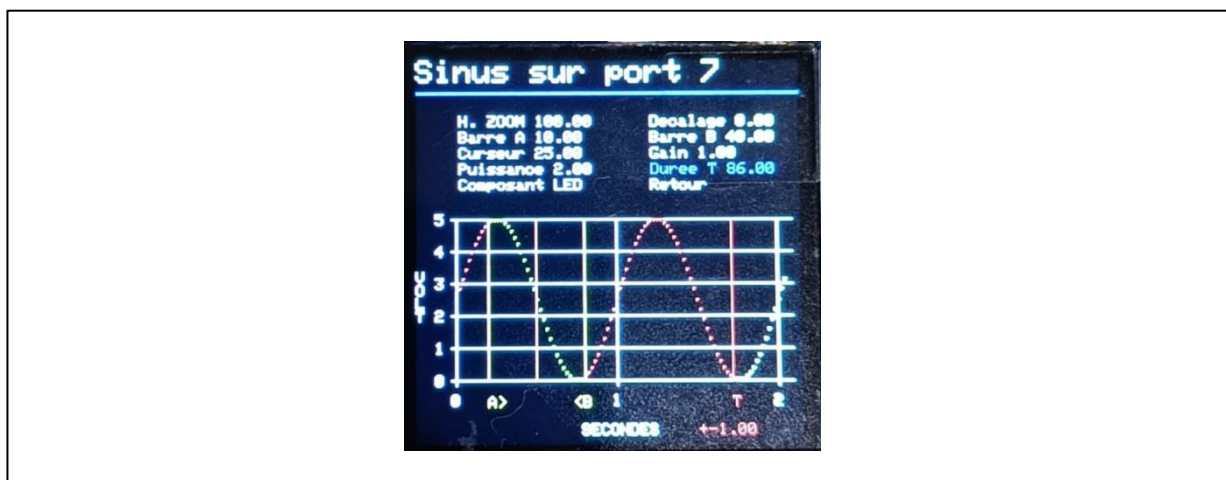 Sinus sur port 7
H. ZOOM 100.00 Decalage 0.00
Barre A 10.00 Barre B 40.00
Curseur 25.00 Gain 1.00
Puissance 2.00 Duree T 86.00
Composant LED Retour
5
4
3
2
1
0
VOLT
0 A> <B 1 T 2
SECONDES +-1.00